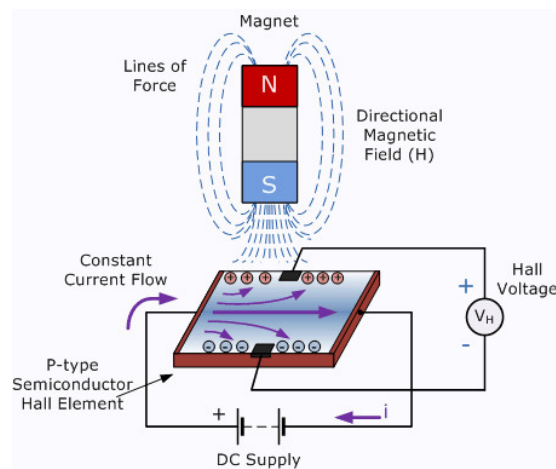 Magnet
Lines of
Force
N
S
Directional
Magnetic
Field (H)
Constant
Current Flow
+ + + + + +
Hall
Voltage
+
VH
-
- - - - - -
P-type
Semiconductor
Hall Element
+
i
DC Supply